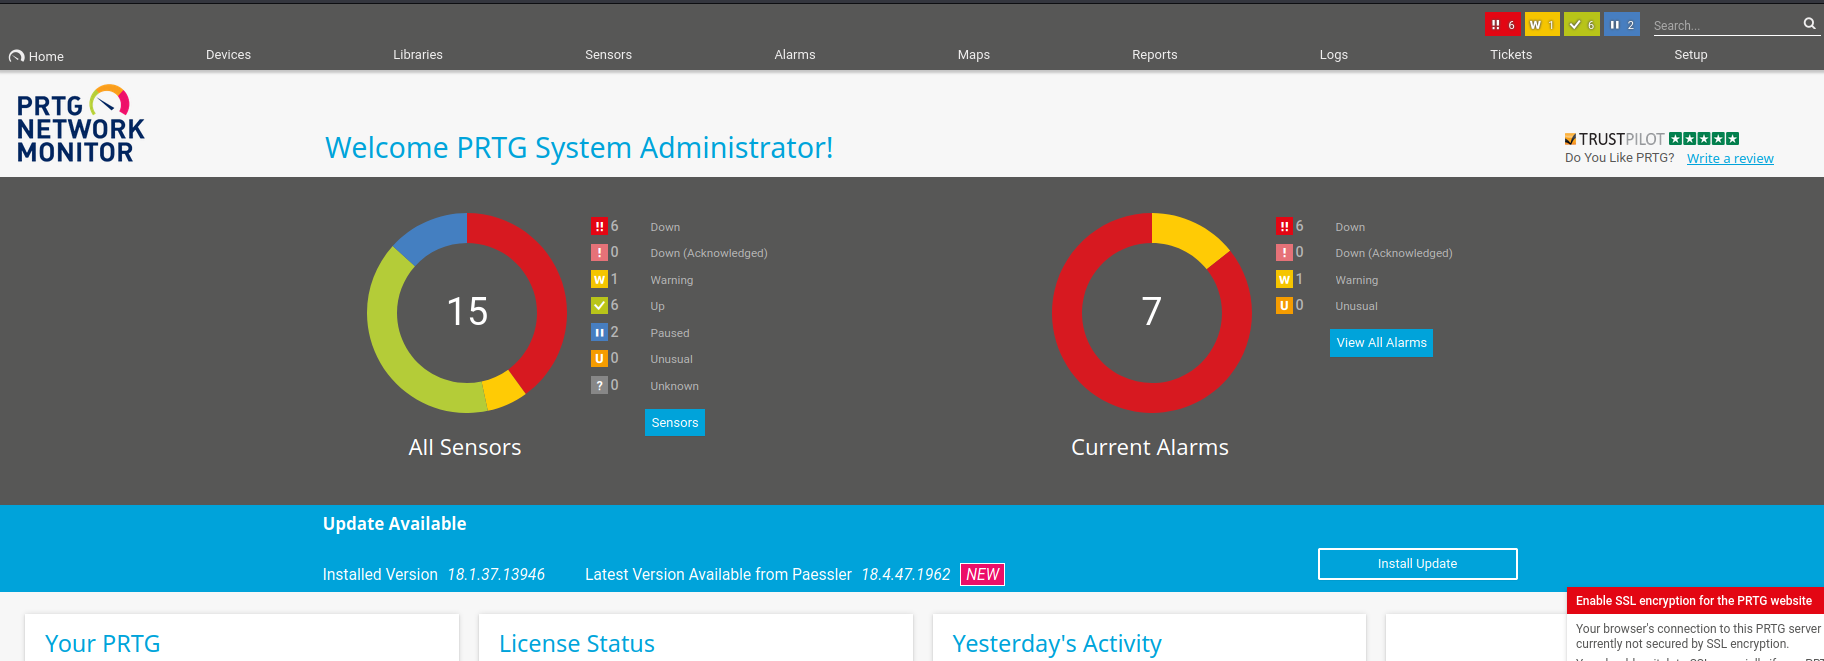 !! 6 W 1 6 2 Search...
Home Devices Libraries Sensors Alarms Maps Reports Logs Tickets Setup
PRTG
NETWORK
MONITOR
Welcome PRTG System Administrator!
TRUSTPILOT
Do You Like PRTG? Write a review
15
!! 6 Down
! 0 Down (Acknowledged)
W 1 Warning
6 Up
2 Paused
U 0 Unusual
? 0 Unknown
Sensors
All Sensors
7
!! 6 Down
! 0 Down (Acknowledged)
W 1 Warning
U 0 Unusual
View All Alarms
Current Alarms
Update Available
Installed Version 18.1.37.13946 Latest Version Available from Paessler 18.4.47.1962 NEW
Install Update
Your PRTG
License Status
Yesterday's Activity
Enable SSL encryption for the PRTG website
Your browser's connection to this PRTG server
currently not secured by SSL encryption.